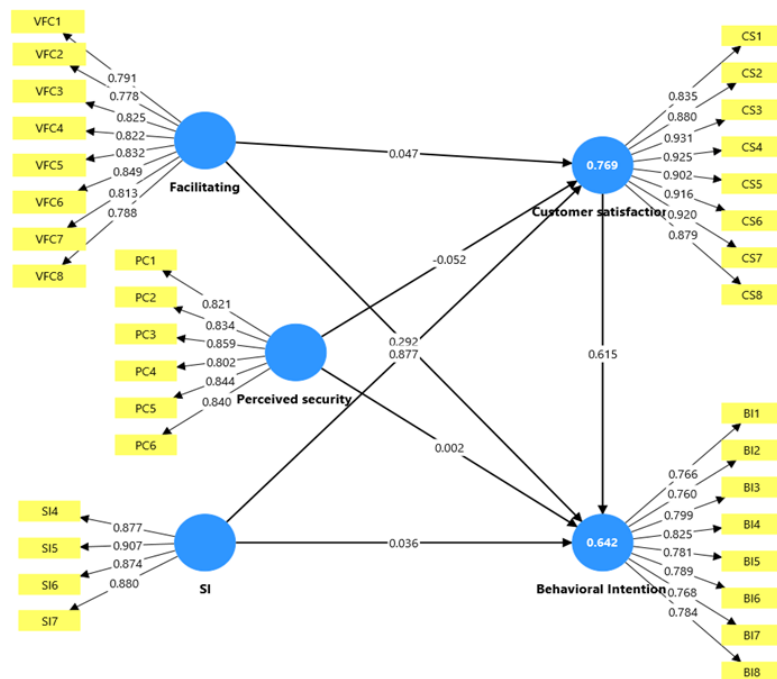 VFC1
VFC2
VFC3
VFC4
VFC5
VFC6
VFC7
VFC8
0.791
0.778
0.825
0.822
0.832
0.849
0.813
0.788
Facilitating
PC1
PC2
PC3
PC4
PC5
PC6
0.821
0.834
0.859
0.802
0.844
0.840
Perceived security
SI4
SI5
SI6
SI7
0.877
0.907
0.874
0.880
SI
0.047
-0.052
0.292
0.877
0.002
0.036
0.615
0.769
Customer satisfaction
0.835
0.880
0.931
0.925
0.902
0.916
0.920
0.879
CS1
CS2
CS3
CS4
CS5
CS6
CS7
CS8
0.642
Behavioral Intention
0.766
0.760
0.799
0.825
0.781
0.789
0.768
0.784
BI1
BI2
BI3
BI4
BI5
BI6
BI7
BI8